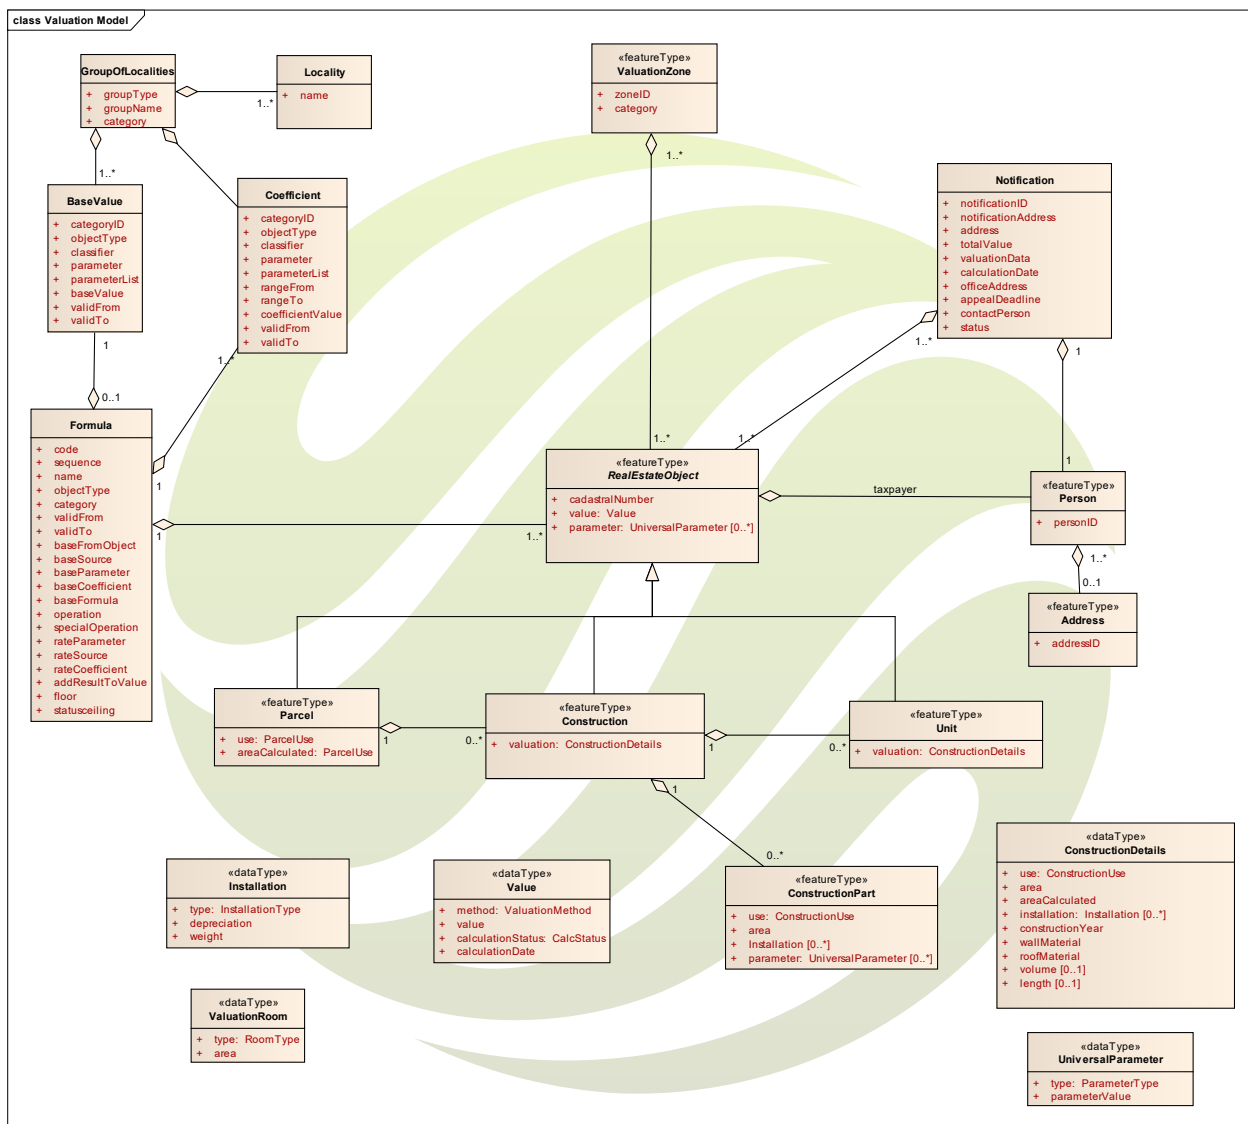 class Valuation Model
GroupOfLocalities
+ groupType
+ groupName
+ category
1..*
Locality
+ name
«featureType»
ValuationZone
+ zoneID
+ category
1..*
1..*
BaseValue
+ categoryID
+ objectType
+ classifier
+ parameter
+ parameterList
+ baseValue
+ validFrom
+ validTo
1
0..1
Coefficient
+ categoryID
+ objectType
+ classifier
+ parameter
+ parameterList
+ rangeFrom
+ rangeTo
+ coefficientValue
+ validFrom
+ validTo
1..*
Notification
+ notificationID
+ notificationAddress
+ address
+ totalValue
+ valuationData
+ calculationDate
+ officeAddress
+ appealDeadline
+ contactPerson
+ status
1..*
1
Formula
+ code
+ sequence
+ name
+ objectType
+ category
+ validFrom
+ validTo
+ baseFromObject
+ baseSource
+ baseParameter
+ baseCoefficient
+ baseFormula
+ operation
+ specialOperation
+ rateParameter
+ rateSource
+ rateCoefficient
+ addResultToValue
+ floor
+ statusceiling
1
1
1..*
1..*
1..*
«featureType»
RealEstateObject
+ cadastralNumber
+ value: Value
+ parameter: UniversalParameter [0..*]
taxpayer
1
«featureType»
Person
+ personID
1..*
0..1
«featureType»
Address
+ addressID
«featureType»
Parcel
+ use: ParcelUse
+ areaCalculated: ParcelUse
1
0..*
«featureType»
Construction
+ valuation: ConstructionDetails
1
0..*
1
0..*
«featureType»
Unit
+ valuation: ConstructionDetails
«dataType»
Installation
+ type: InstallationType
+ depreciation
+ weight
«dataType»
Value
+ method: ValuationMethod
+ value
+ calculationStatus: CalcStatus
+ calculationDate
«featureType»
ConstructionPart
+ use: ConstructionUse
+ area
+ Installation [0..*]
+ parameter: UniversalParameter [0..*]
«dataType»
ConstructionDetails
+ use: ConstructionUse
+ area
+ areaCalculated
+ installation: Installation [0..*]
+ constructionYear
+ wallMaterial
+ roofMaterial
+ volume [0..1]
+ length [0..1]
«dataType»
ValuationRoom
+ type: RoomType
+ area
«dataType»
UniversalParameter
+ type: ParameterType
+ parameterValue